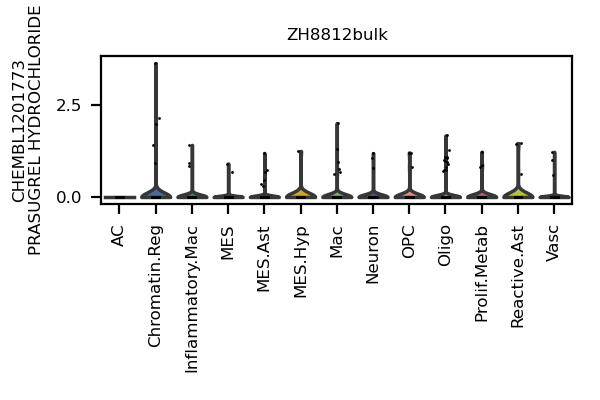 ZH8812bulk
CHEMBL1201773
PRASUGREL HYDROCHLORIDE
2.5
0.0
AC
Chromatin.Reg
Inflammatory.Mac
MES
MES.Ast
MES.Hyp
Mac
Neuron
OPC
Oligo
Prolif.Metab
Reactive.Ast
Vasc